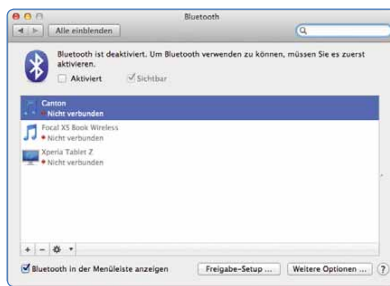 Bluetooth
Alle einblenden
Bluetooth ist deaktiviert. Um Bluetooth verwenden zu können, müssen Sie es zuerst
aktivieren.
Aktiviert Sichtbar
Canton
Nicht verbunden
Focal XS Book Wireless
Nicht verbunden
Xperia Tablet Z
Nicht verbunden
Bluetooth in der Menüleiste anzeigen Freigabe-Setup ... Weitere Optionen ... ?